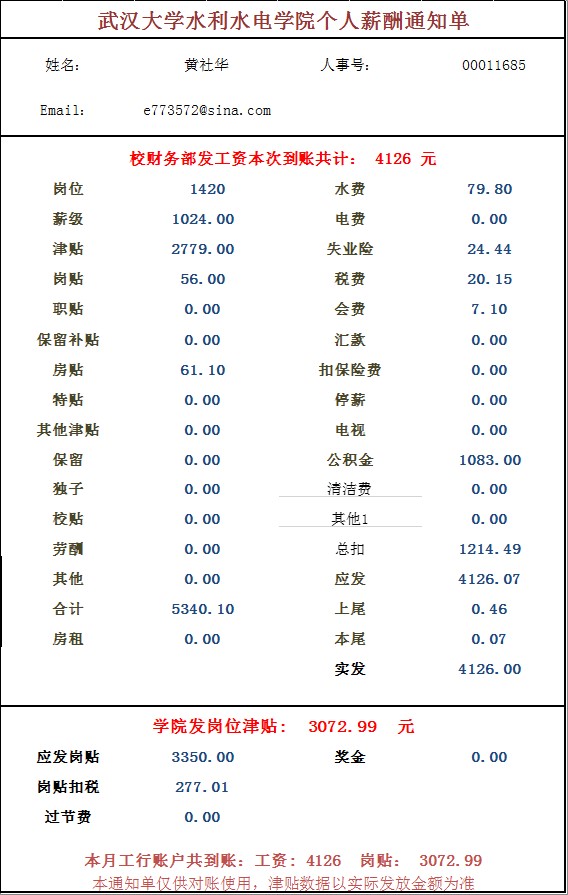 武汉大学水利水电学院个人薪酬通知单
姓名： 黄社华 人事号： 00011685
Email： e773572@sina.com
校财务部发工资本次到账共计： 4126 元
岗位 1420 水费 79.80
薪级 1024.00 电费 0.00
津贴 2779.00 失业险 24.44
岗贴 56.00 税费 20.15
职贴 0.00 会费 7.10
保留补贴 0.00 汇款 0.00
房贴 61.10 扣保险费 0.00
特贴 0.00 停薪 0.00
其他津贴 0.00 电视 0.00
保留 0.00 公积金 1083.00
独子 0.00 清洁费 0.00
校贴 0.00 其他1 0.00
劳酬 0.00 总扣 1214.49
其他 0.00 应发 4126.07
合计 5340.10 上尾 0.46
房租 0.00 本尾 0.07
实发 4126.00
学院发岗位津贴： 3072.99 元
应发岗贴 3350.00 奖金 0.00
岗贴扣税 277.01
过节费 0.00
本月工行账户共到账：工资：4126 岗贴： 3072.99
本通知单仅供对账使用，津贴数据以实际发放金额为准